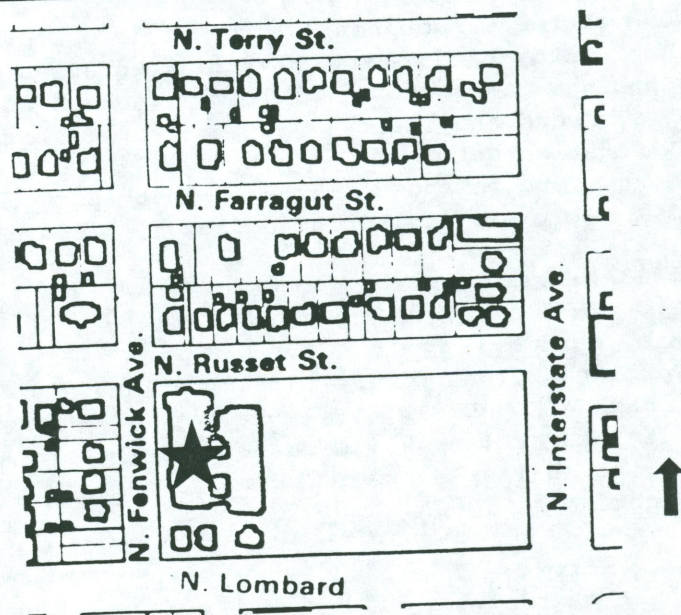 N. Terry St.
N. Farragut St.
N. Fenwick Ave.
N. Russet St.
N. Interstate Ave.
N. Lombard